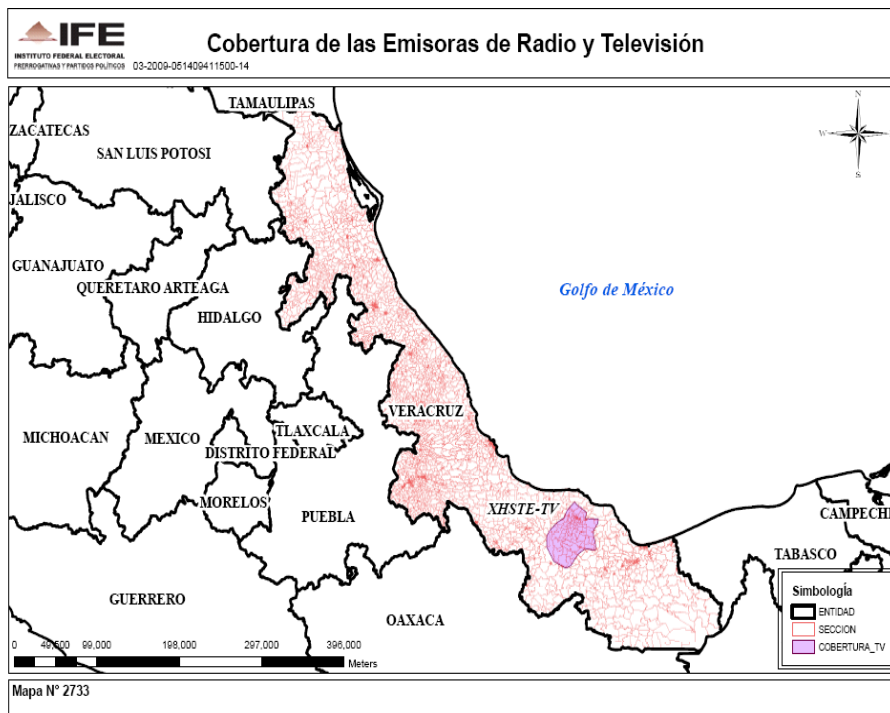 IFE
INSTITUTO FEDERAL ELECTORAL
PRERROGATIVAS Y PARTIDOS POLÍTICOS
03-2009-051409411500-14
Cobertura de las Emisoras de Radio y Televisión
TAMAULIPAS
ZACATECAS
SAN LUIS POTOSI
JALISCO
GUANAJUATO
QUERETARO ARTEAGA
HIDALGO
Golfo de México
N
W
E
S
MICHOACAN
MEXICO
TLAXCALA
DISTRITO FEDERAL
MORELOS
PUEBLA
VERACRUZ
XHSTE-TV
CAMPECHE
TABASCO
GUERRERO
OAXACA
0 49,500 99,000 198,000 297,000 396,000
Meters
Simbología
ENTIDAD
SECCION
COBERTURA_TV
Mapa N° 2733